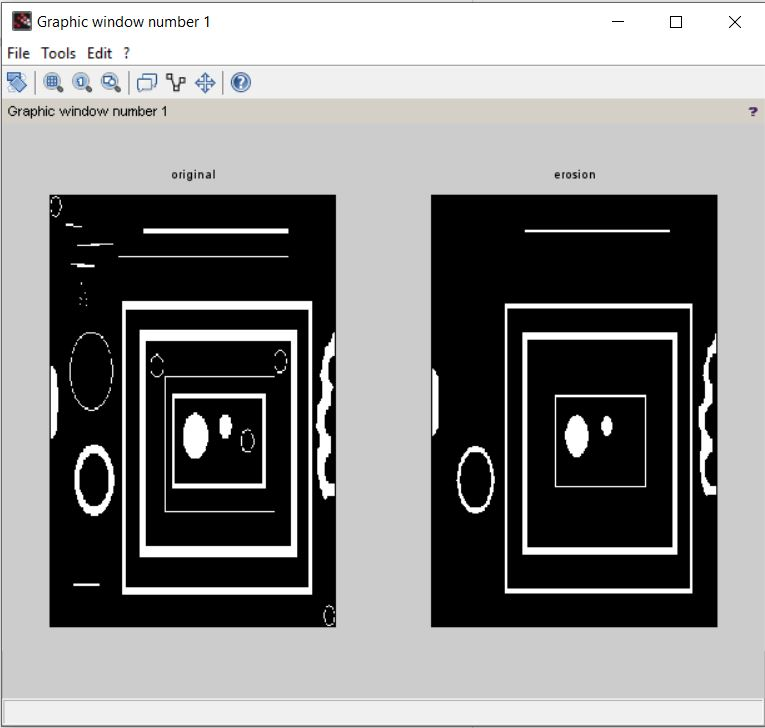 Graphic window number 1
File Tools Edit ?
Graphic window number 1 ?
original erosion